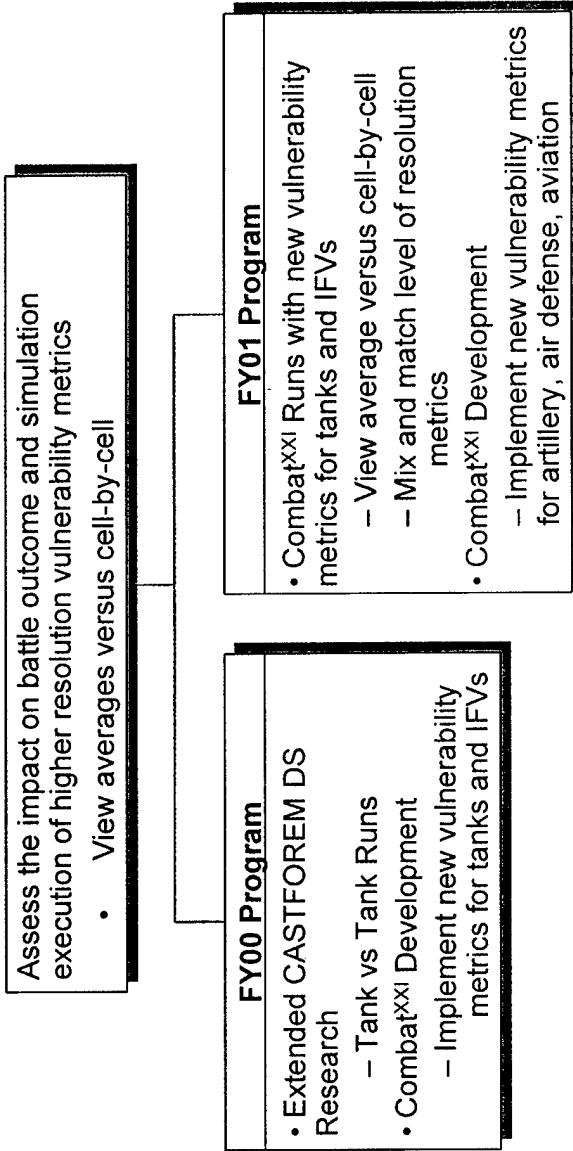 Assess the impact on battle outcome and simulation
execution of higher resolution vulnerability metrics
• View averages versus cell-by-cell
FY00 Program
• Extended CASTFOREM DS
Research
– Tank vs Tank Runs
• Combatᕽᕽᴵ Development
– Implement new vulnerability
metrics for tanks and IFVs
FY01 Program
• Combatᕽᕽᴵ Runs with new vulnerability
metrics for tanks and IFVs
– View average versus cell-by-cell
– Mix and match level of resolution
metrics
• Combatᕽᕽᴵ Development
– Implement new vulnerability metrics
for artillery, air defense, aviation